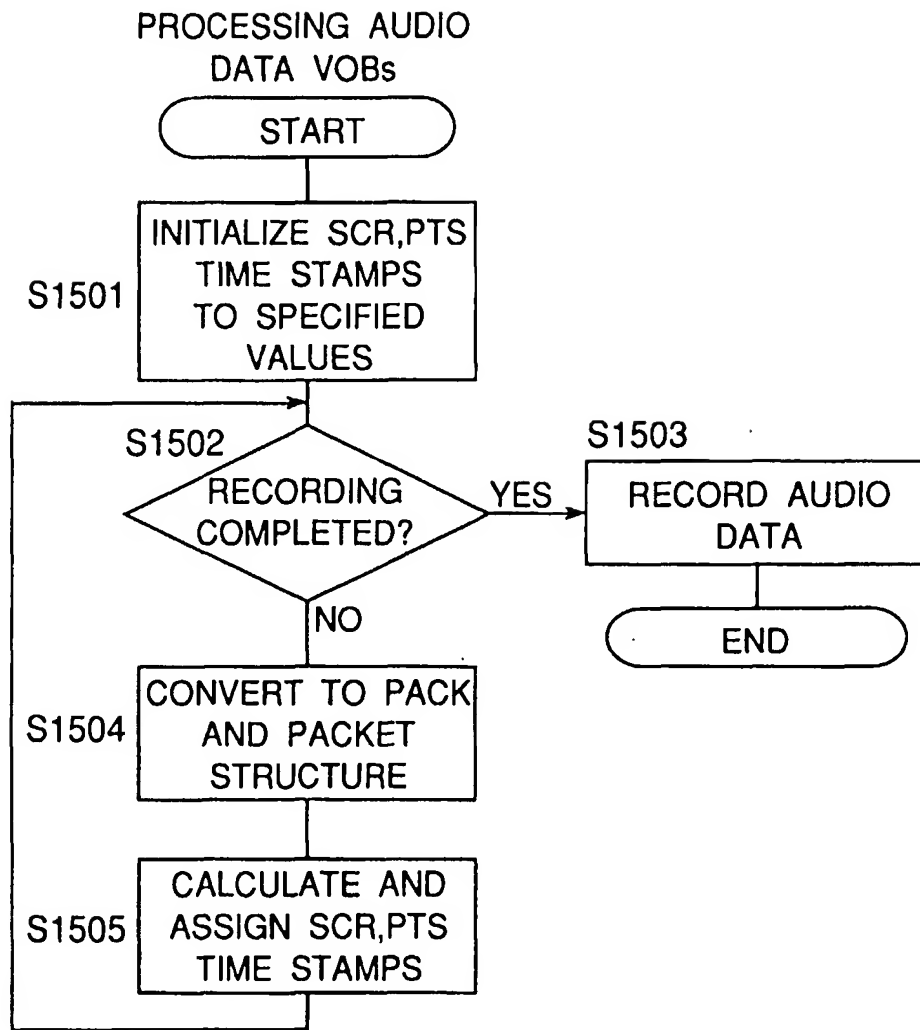 PROCESSING AUDIO
DATA VOBs
START
INITIALIZE SCR,PTS
TIME STAMPS
TO SPECIFIED
VALUES
S1501
S1502
RECORDING
COMPLETED?
YES
S1503
RECORD AUDIO
DATA
END
NO
S1504
CONVERT TO PACK
AND PACKET
STRUCTURE
S1505
CALCULATE AND
ASSIGN SCR,PTS
TIME STAMPS